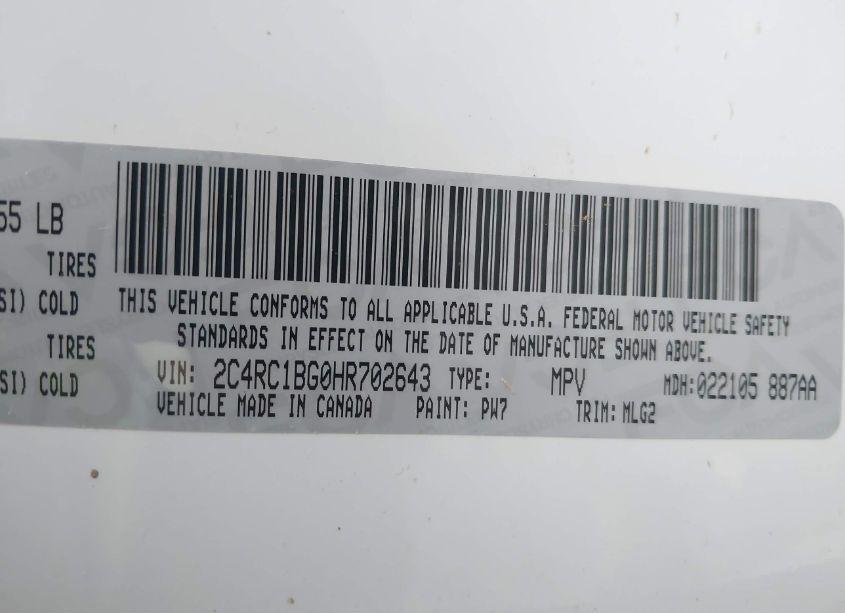 55 LB
TIRES
SI) COLD
TIRES
SI) COLD
THIS VEHICLE CONFORMS TO ALL APPLICABLE U.S.A. FEDERAL MOTOR VEHICLE SAFETY
STANDARDS IN EFFECT ON THE DATE OF MANUFACTURE SHOWN ABOVE.
VIN: 2C4RC1BG0HR702643 TYPE: MPV MDH:022105 887AA
VEHICLE MADE IN CANADA PAINT: PW7 TRIM: MLG2